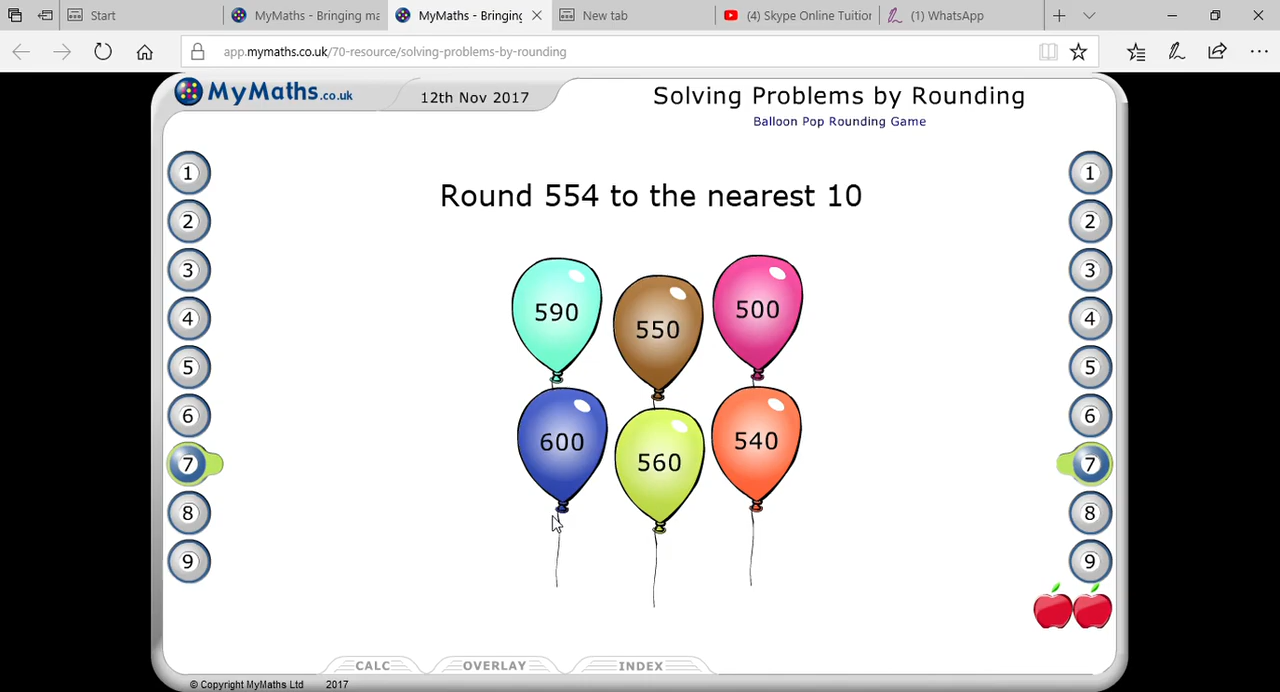 Start
MyMaths - Bringing ma
MyMaths - Bringing
New tab
(4) Skype Online Tuition
(1) WhatsApp
app.mymaths.co.uk/70-resource/solving-problems-by-rounding
MyMaths.co.uk
12th Nov 2017
Solving Problems by Rounding
Balloon Pop Rounding Game
Round 554 to the nearest 10
1 1
2 2
3 3
4 4
5 5
6 6
7 7
8 8
9 9
590 550 500
600 560 540
CALC OVERLAY INDEX
© Copyright MyMaths Ltd 2017